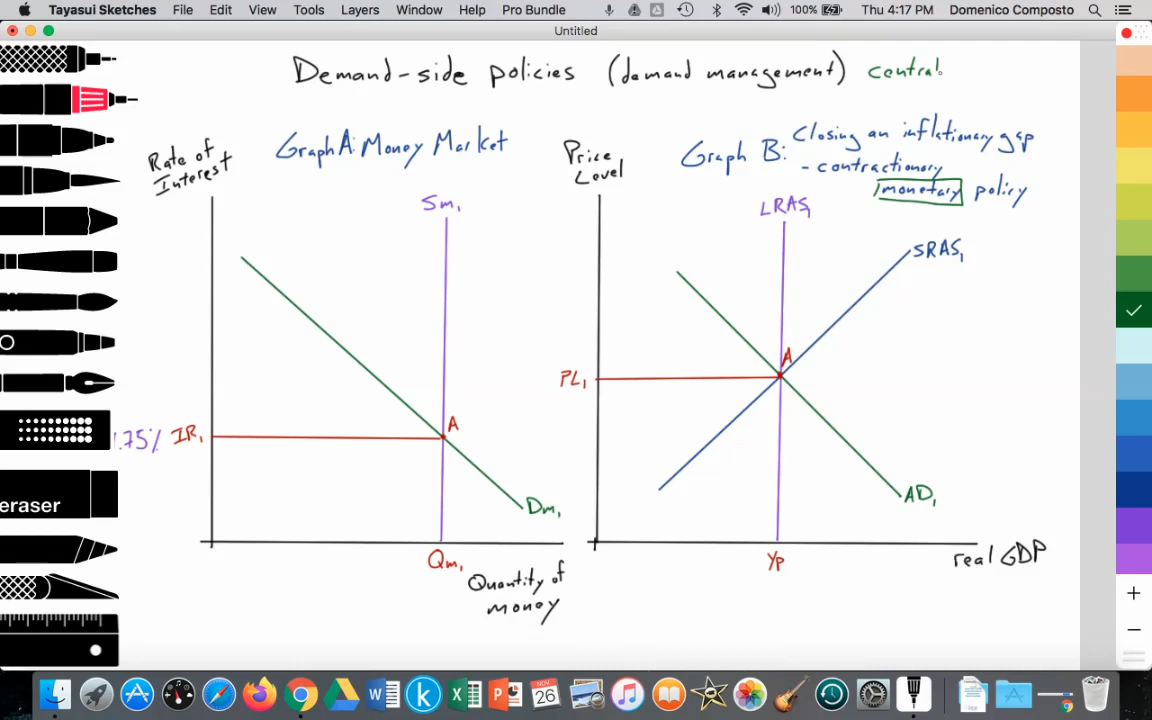 Tayasui Sketches File Edit View Tools Layers Window Help Pro Bundle 100% Thu 4:17 PM Domenico Composto
Untitled
Demand-side policies (demand management) central
Graph A: Money Market
Rate of
Interest
Sm1
1.75% IR1
A
Dm1
Qm1
Quantity of
money
Graph B: Closing an inflationary gap
- contractionary
monetary policy
Price
Level
LRAS1
SRAS1
A
PL1
AD1
Yp
real GDP
eraser
W
k
X
P
NOV
26